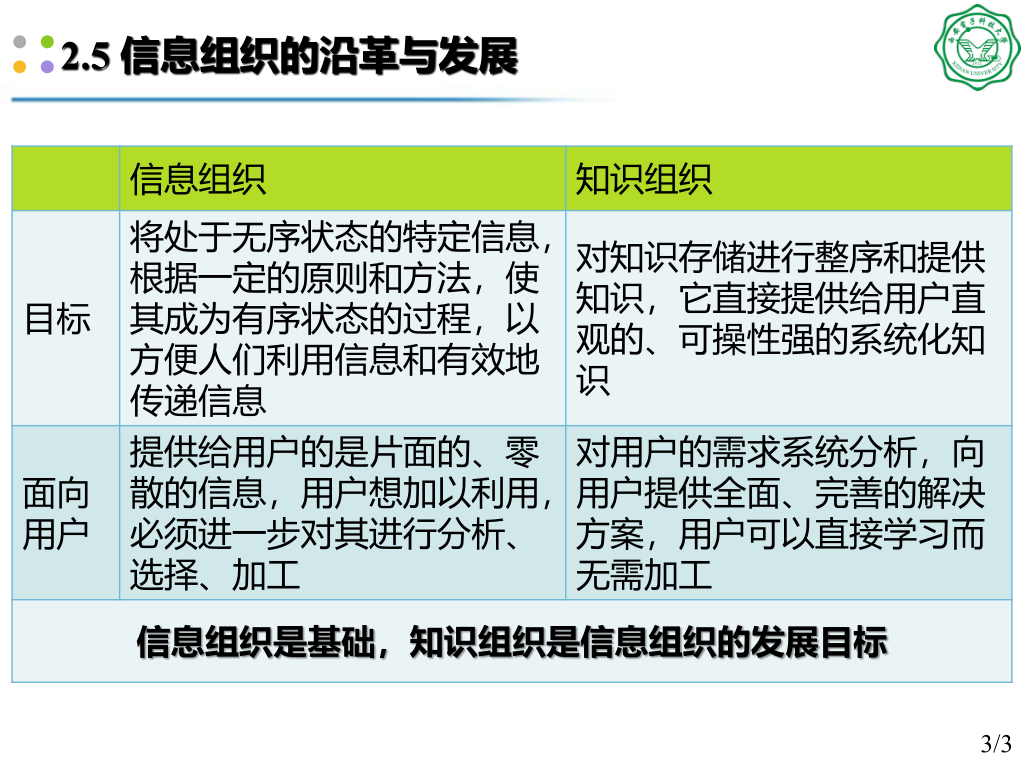 2.5 信息组织的沿革与发展
西安电子科技大学
XIDIAN UNIVERSITY
信息组织
知识组织
目标
将处于无序状态的特定信息，
根据一定的原则和方法，使
其成为有序状态的过程，以
方便人们利用信息和有效地
传递信息
对知识存储进行整序和提供
知识，它直接提供给用户直
观的、可操性强的系统化知
识
面向
用户
提供给用户的是片面的、零
散的信息，用户想加以利用，
必须进一步对其进行分析、
选择、加工
对用户的需求系统分析，向
用户提供全面、完善的解决
方案，用户可以直接学习而
无需加工
信息组织是基础，知识组织是信息组织的发展目标
3/3